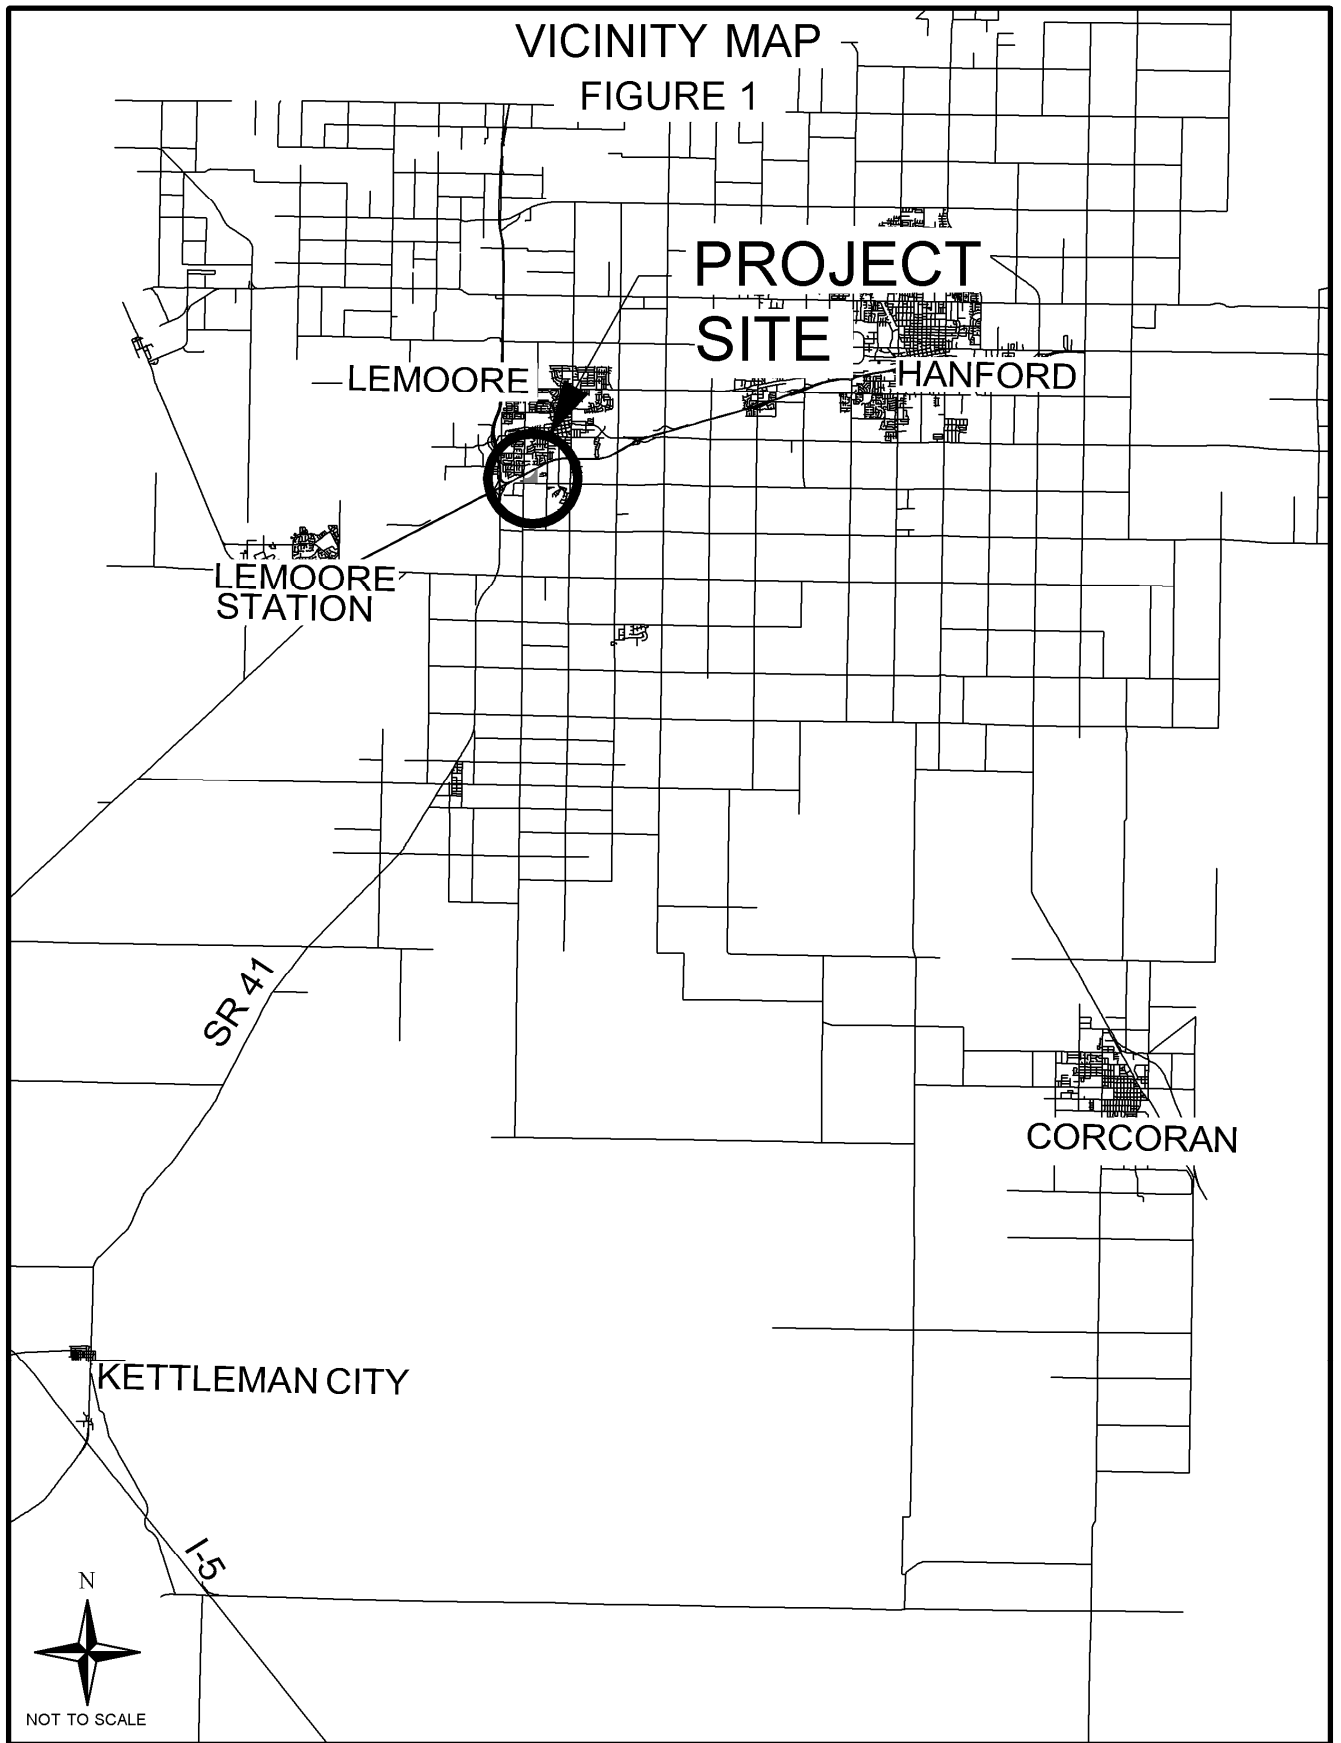 VICINITY MAP
FIGURE 1
PROJECT
SITE
LEMOORE
HANFORD
LEMOORE
STATION
SR 41
CORCORAN
KETTLEMAN CITY
I-5
N
NOT TO SCALE